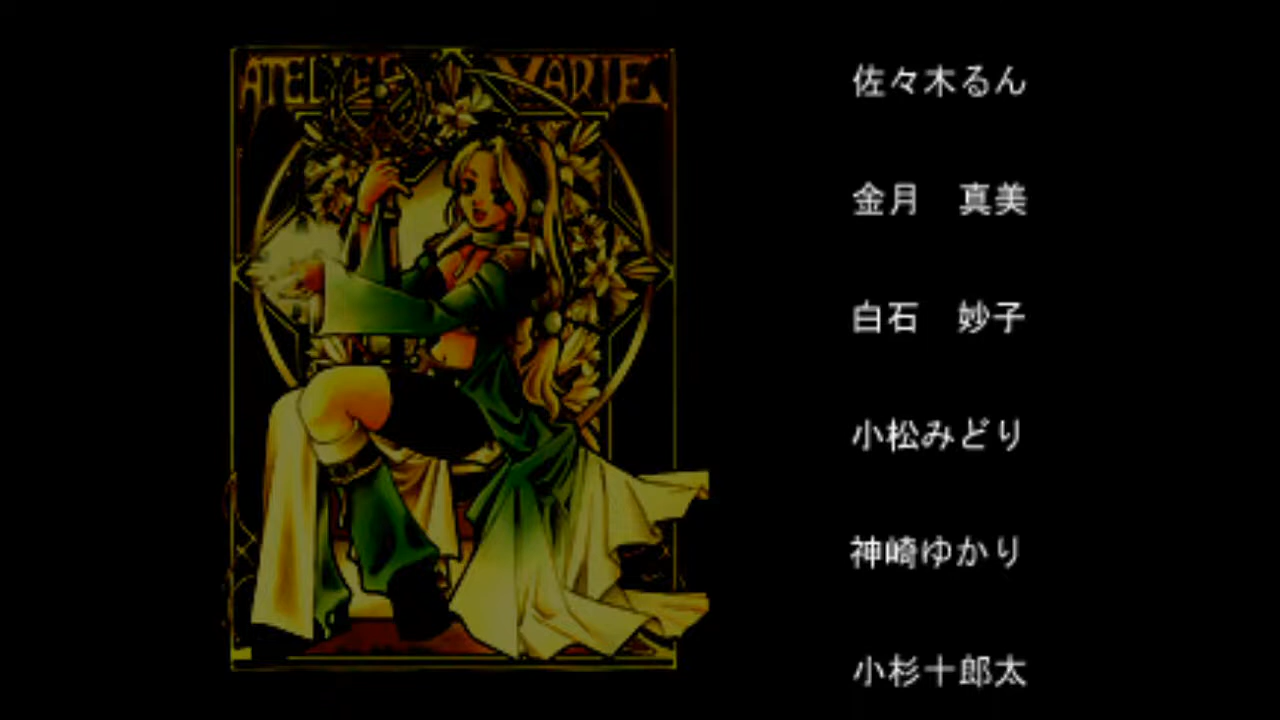 ATELIER MARIE
佐々木るん
金月　真美
白石　妙子
小松みどり
神崎ゆかり
小杉十郎太